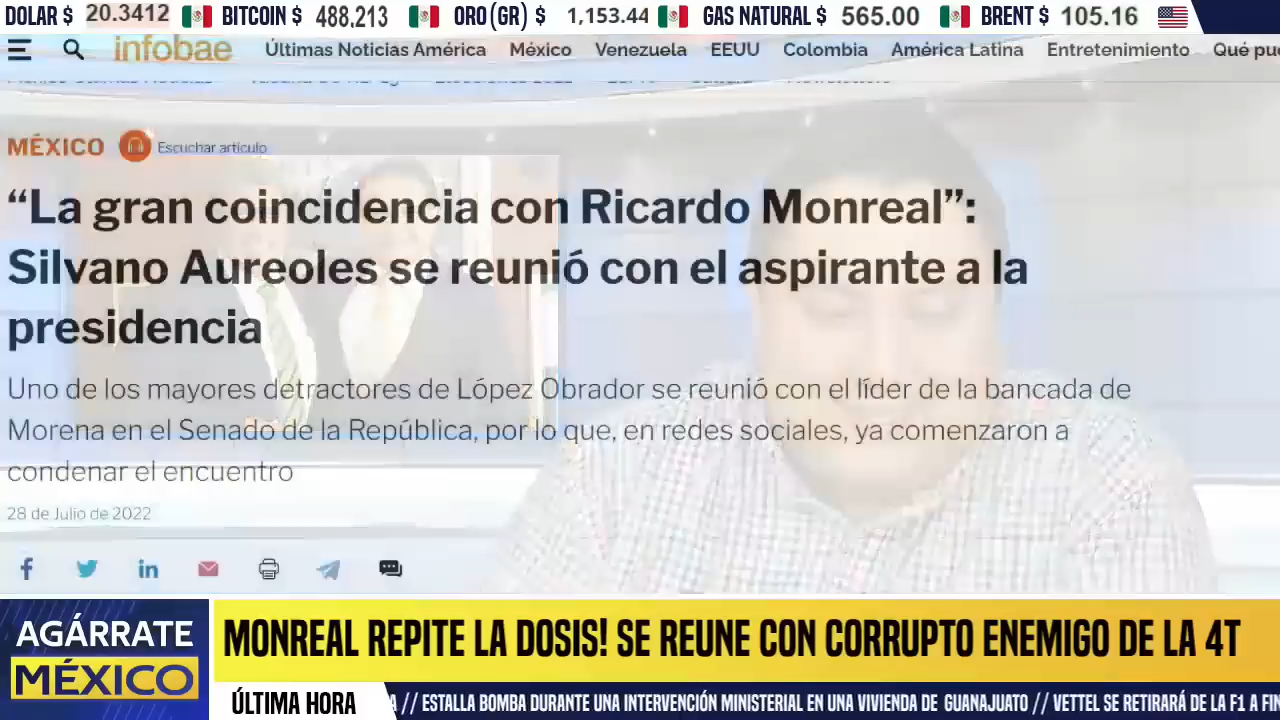 DOLAR $ 20.3412 BITCOIN $ 488,213 ORO(GR) $ 1,153.44 GAS NATURAL $ 565.00 BRENT $ 105.16
infobae Últimas Noticias América México Venezuela EEUU Colombia América Latina Entretenimiento Qué
MÉXICO Escuchar artículo
“La gran coincidencia con Ricardo Monreal”:
Silvano Aureoles se reunió con el aspirante a la
presidencia
Uno de los mayores detractores de López Obrador se reunió con el líder de la bancada de
Morena en el Senado de la República, por lo que, en redes sociales, ya comenzaron a
condenar el encuentro
28 de Julio de 2022
AGÁRRATE
MÉXICO
MONREAL REPITE LA DOSIS! SE REUNE CON CORRUPTO ENEMIGO DE LA 4T
ÚLTIMA HORA
A // ESTALLA BOMBA DURANTE UNA INTERVENCIÓN MINISTERIAL EN UNA VIVIENDA DE GUANAJUATO // VETTEL SE RETIRARÁ DE LA F1 A